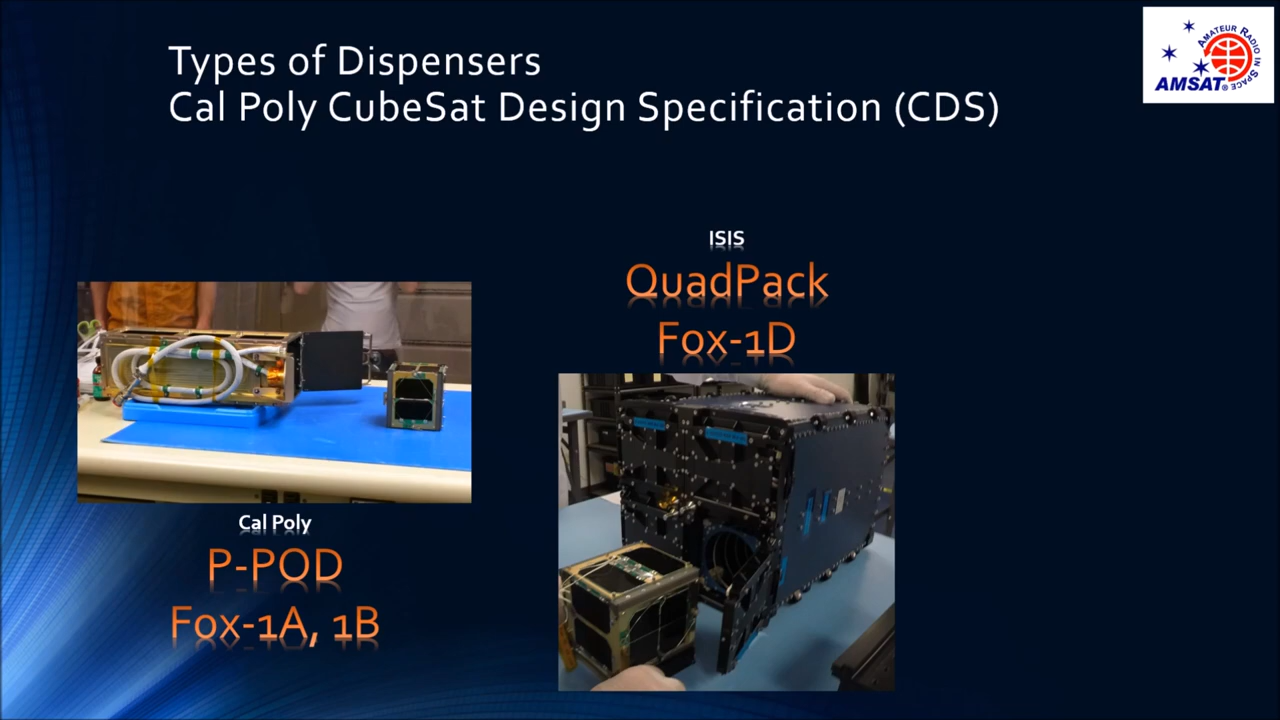 Types of Dispensers
Cal Poly CubeSat Design Specification (CDS)
AMATEUR RADIO IN SPACE
AMSAT®
ISIS
QuadPack
Fox-1D
Cal Poly
P-POD
Fox-1A, 1B